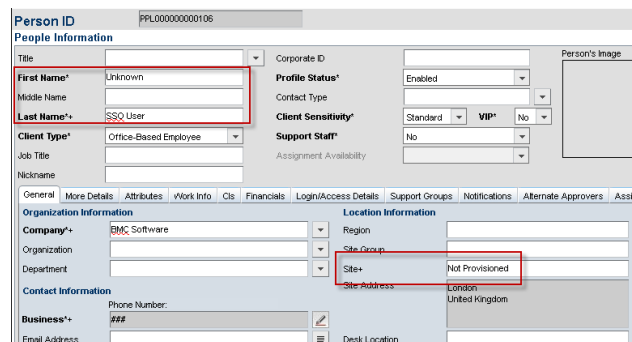 Person ID PPL000000000106
People Information
Title Corporate ID Person's Image
First Name* Unknown Profile Status* Enabled
Middle Name Contact Type
Last Name*+ SSO User Client Sensitivity* Standard VIP* No
Client Type* Office-Based Employee Support Staff* No
Job Title Assignment Availability
Nickname
General More Details Attributes Work Info CIs Financials Login/Access Details Support Groups Notifications Alternate Approvers Assi
Organization Information Location Information
Company*+ BMC Software Region
Organization Site Group
Department Site+ Not Provisioned
Contact Information Site Address London
United Kingdom
Phone Number:
Business*+ ###
Email Address Desk Location